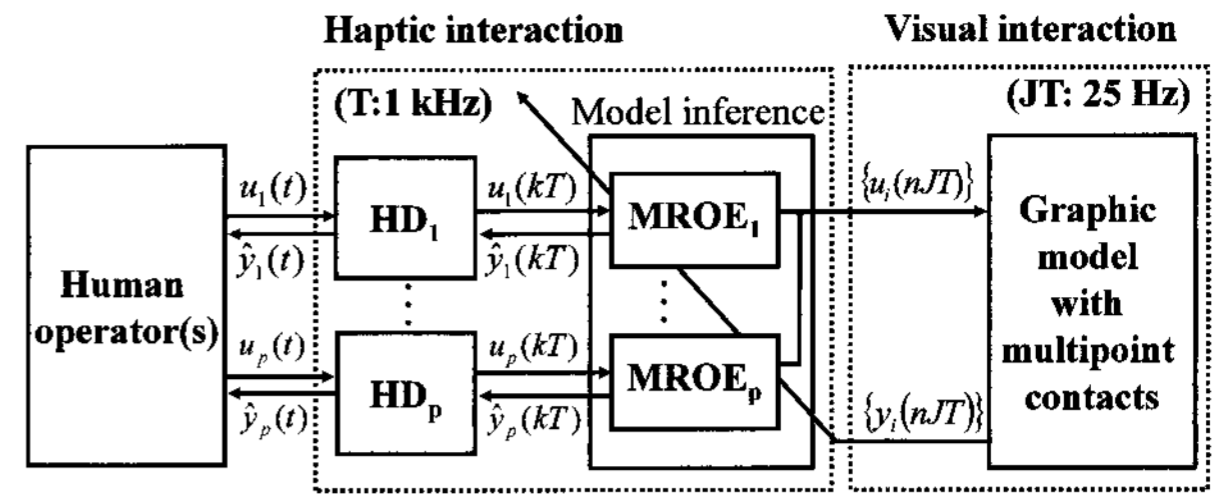 Haptic interaction
Visual interaction
(T:1 kHz)
(JT: 25 Hz)
Model inference
u₁(t)
ŷ₁(t)
HD₁
u₁(kT)
ŷ₁(kT)
MROE₁
{uᵢ(nJT)}
Human
operator(s)
Graphic
model
with
multipoint
contacts
uₚ(t)
ŷₚ(t)
HDₚ
uₚ(kT)
ŷₚ(kT)
MROEₚ
{yᵢ(nJT)}